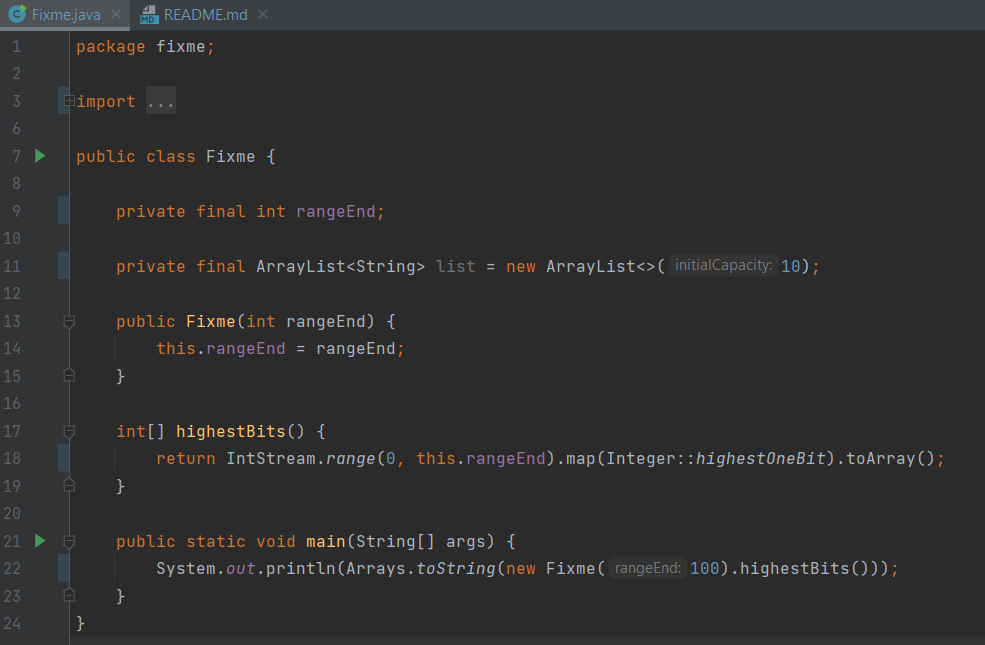 Fixme.java
README.md
1 package fixme;
2
3 import ...
6
7 public class Fixme {
8
9     private final int rangeEnd;
10
11     private final ArrayList<String> list = new ArrayList<>( initialCapacity: 10);
12
13     public Fixme(int rangeEnd) {
14         this.rangeEnd = rangeEnd;
15     }
16
17     int[] highestBits() {
18         return IntStream.range(0, this.rangeEnd).map(Integer::highestOneBit).toArray();
19     }
20
21     public static void main(String[] args) {
22         System.out.println(Arrays.toString(new Fixme( rangeEnd: 100).highestBits()));
23     }
24 }